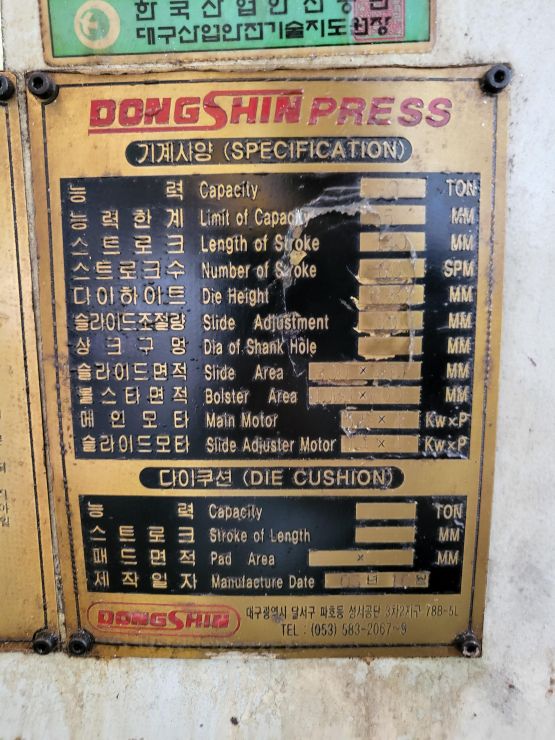 한국산업안전공단
대구산업안전기술지도원장
DONGSHIN PRESS
기계사양 (SPECIFICATION)
능 력 Capacity TON
능력한계 Limit of Capacity MM
스트로크 Length of Stroke MM
스트로크수 Number of Stroke SPM
다이하이트 Die Height MM
슬라이드조절량 Slide Adjustment MM
상크구멍 Dia of Shank Hole MM
슬라이드면적 Slide Area × MM
볼스타면적 Bolster Area × MM
메인모타 Main Motor × Kw×P
슬라이드모타 Slide Adjuster Motor × Kw×P
다이쿠션 (DIE CUSHION)
능 력 Capacity TON
스트로크 Stroke of Length MM
패드면적 Pad Area × MM
제작일자 Manufacture Date 년 월
DONGSHIN 대구광역시 달서구 파호동 성서공단 3차2지구 78B-5L
TEL : (053) 583-2067~9